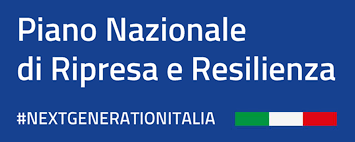 Piano Nazionale
di Ripresa e Resilienza
#NEXTGENERATIONITALIA